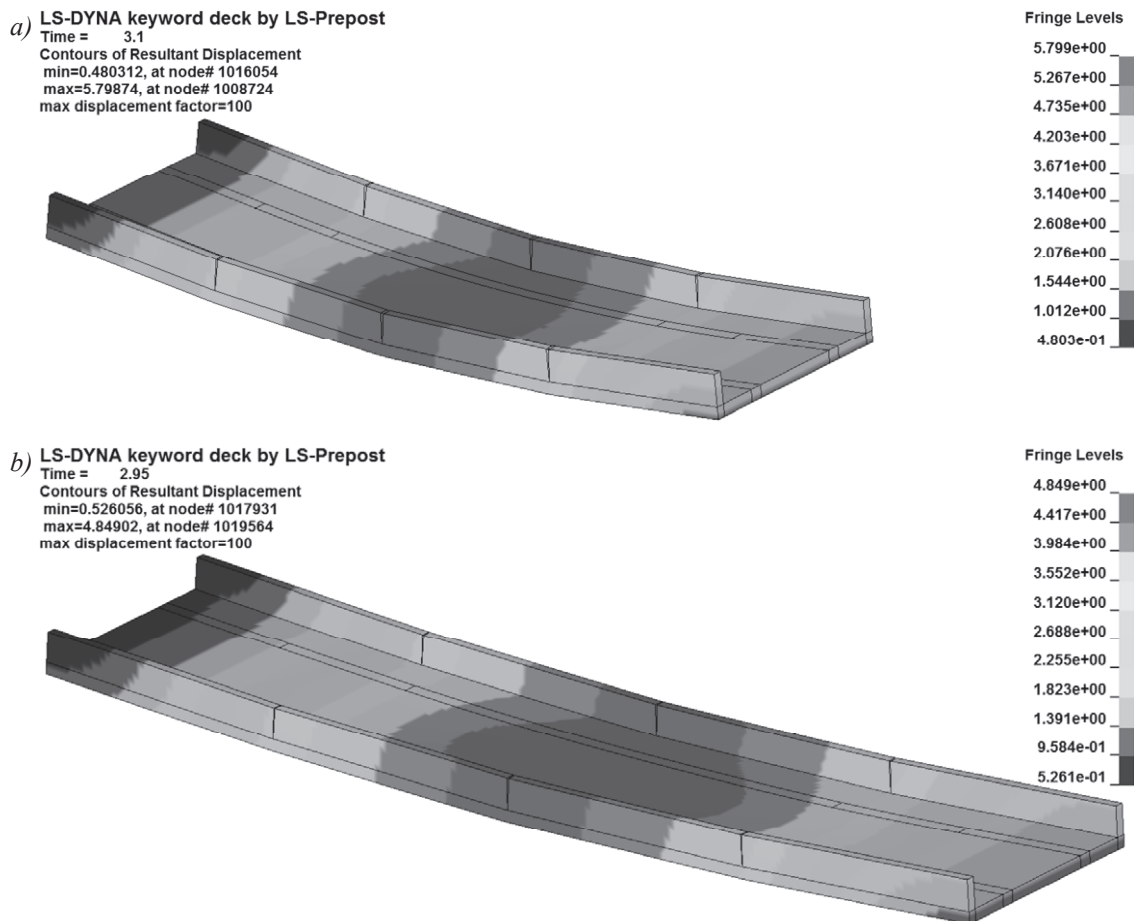 a) LS-DYNA keyword deck by LS-Prepost
Time = 3.1
Contours of Resultant Displacement
min=0.480312, at node# 1016054
max=5.79874, at node# 1008724
max displacement factor=100
Fringe Levels
5.799e+00
5.267e+00
4.735e+00
4.203e+00
3.671e+00
3.140e+00
2.608e+00
2.076e+00
1.544e+00
1.012e+00
4.803e-01
b) LS-DYNA keyword deck by LS-Prepost
Time = 2.95
Contours of Resultant Displacement
min=0.526056, at node# 1017931
max=4.84902, at node# 1019564
max displacement factor=100
Fringe Levels
4.849e+00
4.417e+00
3.984e+00
3.552e+00
3.120e+00
2.688e+00
2.255e+00
1.823e+00
1.391e+00
9.584e-01
5.261e-01